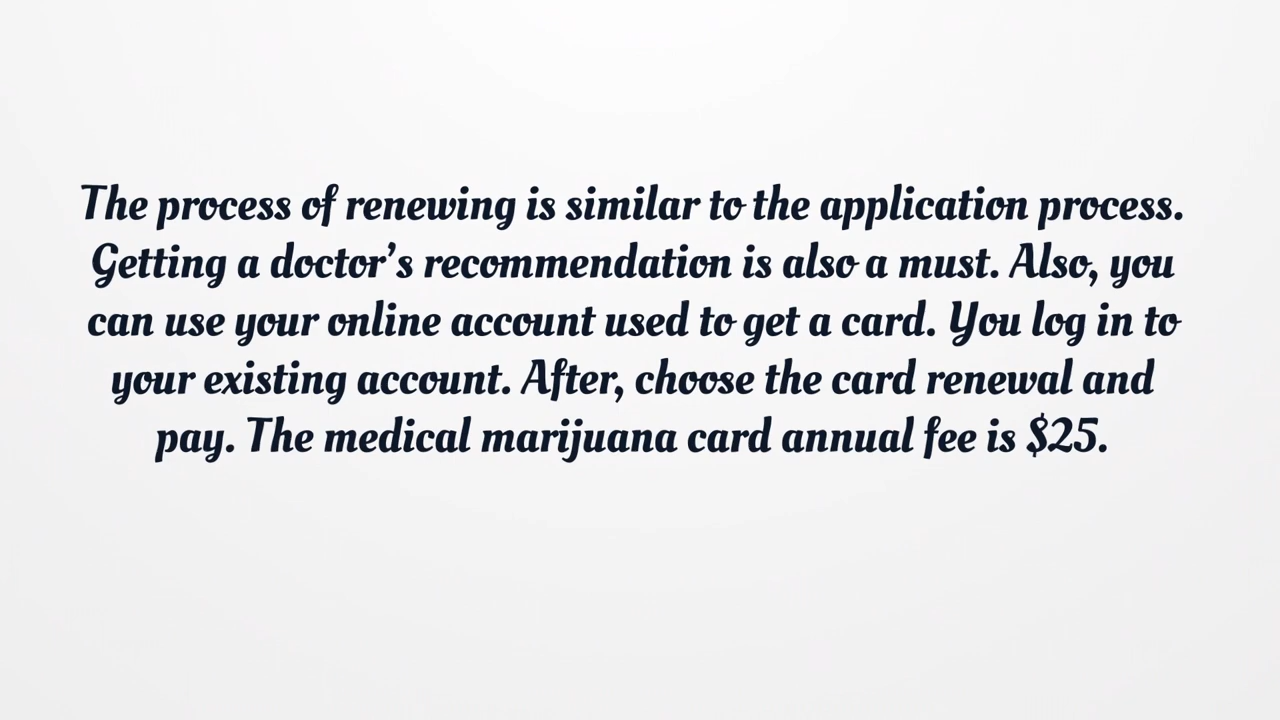 The process of renewing is similar to the application process.
Getting a doctor’s recommendation is also a must. Also, you
can use your online account used to get a card. You log in to
your existing account. After, choose the card renewal and
pay. The medical marijuana card annual fee is $25.